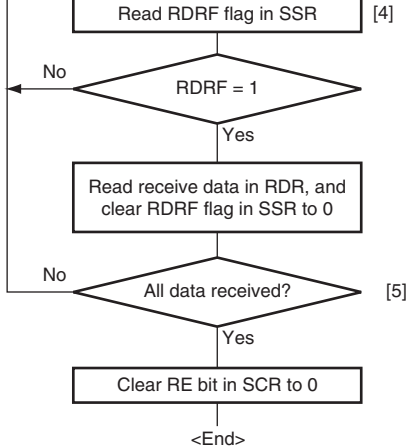 Read RDRF flag in SSR
[4]
No
RDRF = 1
Yes
Read receive data in RDR, and
clear RDRF flag in SSR to 0
No
All data received?
[5]
Yes
Clear RE bit in SCR to 0
<End>